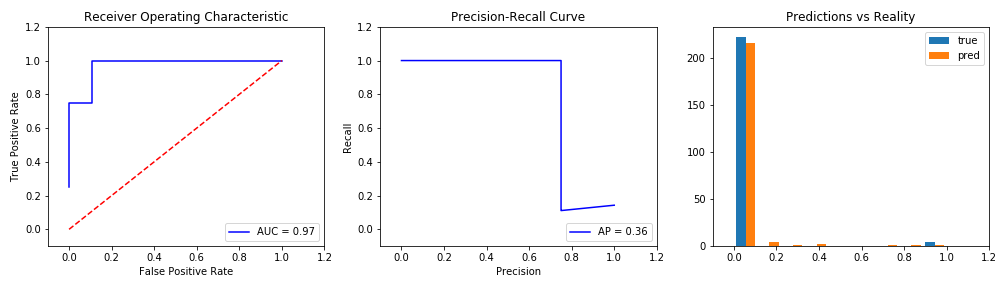 Receiver Operating Characteristic
1.2
1.0
0.8
0.6
0.4
0.2
0.0
True Positive Rate
0.0 0.2 0.4 0.6 0.8 1.0 1.2
False Positive Rate
AUC = 0.97
Precision-Recall Curve
1.2
1.0
0.8
0.6
0.4
0.2
0.0
Recall
0.0 0.2 0.4 0.6 0.8 1.0 1.2
Precision
AP = 0.36
Predictions vs Reality
true
pred
200
150
100
50
0
0.0 0.2 0.4 0.6 0.8 1.0 1.2